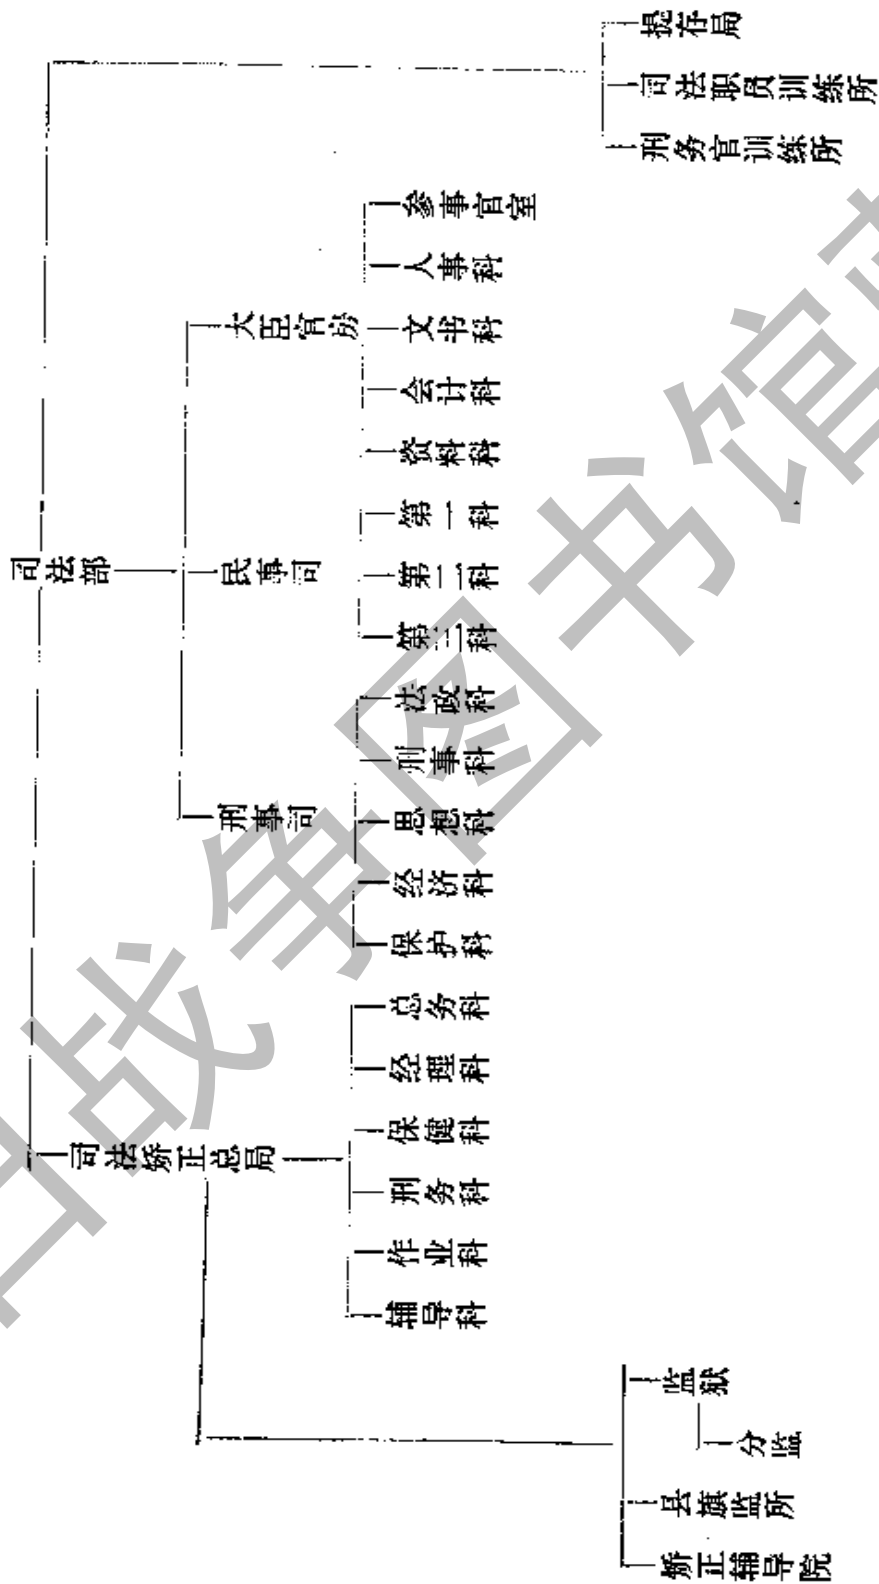 司法部
提存局
司法职员训练所
刑务官训练所
大臣官房
参事官室
人事科
文书科
会计科
资料科
民事司
第一科
第二科
第三科
刑事司
法政科
刑事科
思想科
经济科
保护科
司法矫正总局
总务科
经理科
保健科
刑务科
作业科
辅导科
监狱
分监
县旗监所
矫正辅导院
战争图书馆